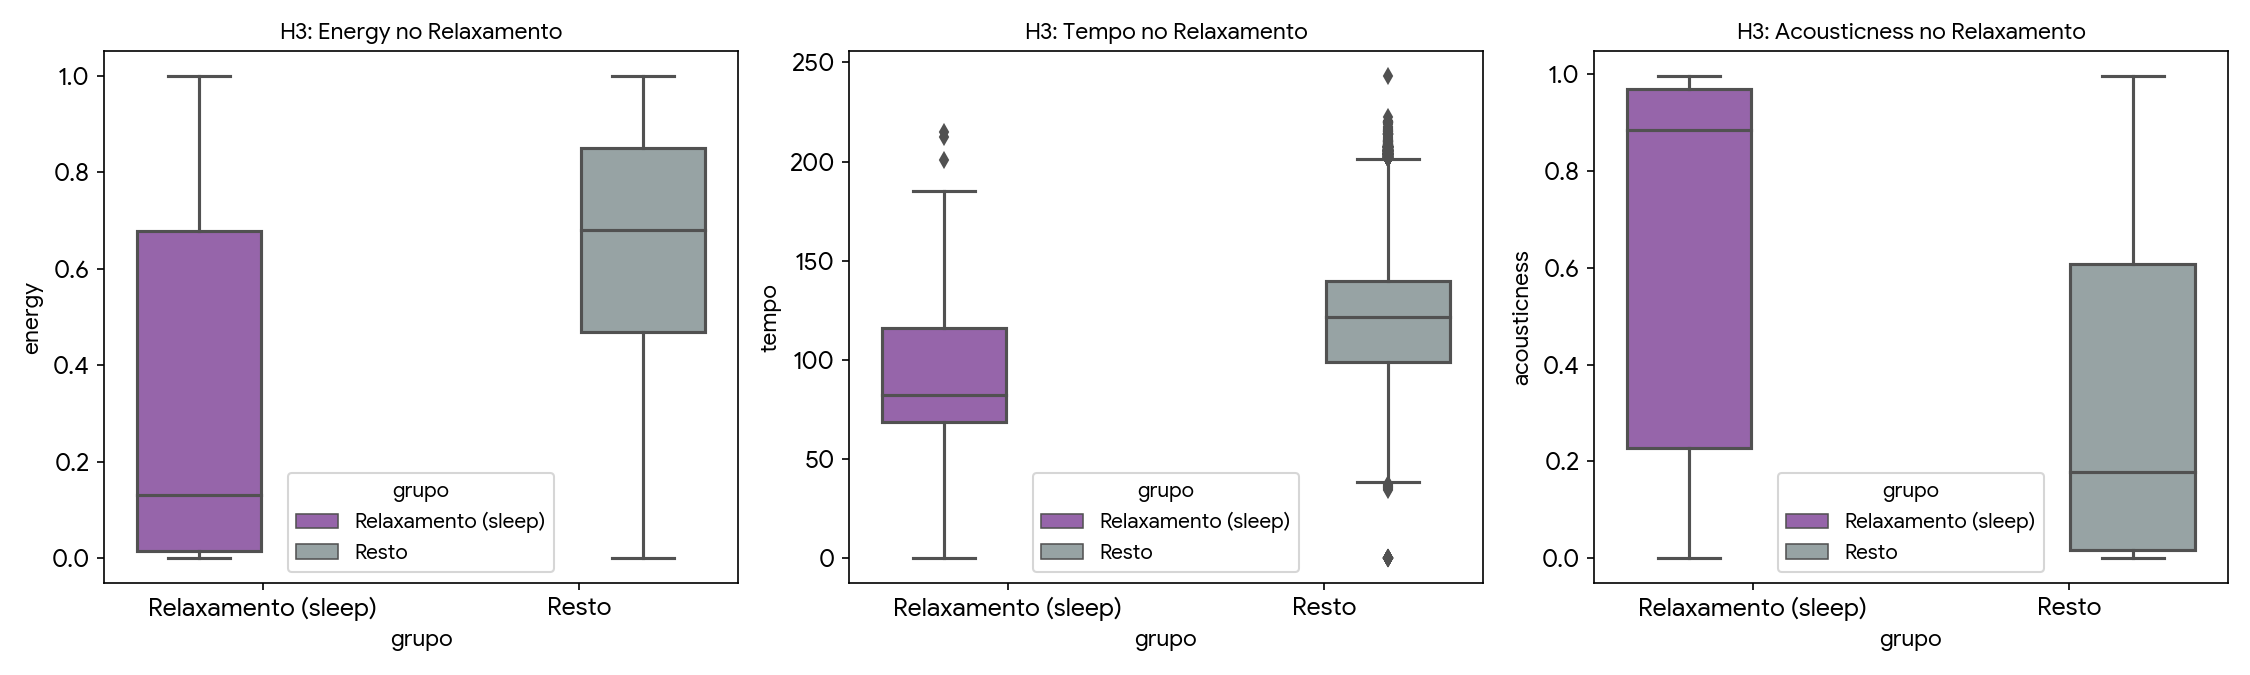 H3: Energy no Relaxamento
1.0
0.8
0.6
0.4
0.2
0.0
energy
grupo
Relaxamento (sleep)
Resto
Relaxamento (sleep)
Resto
grupo
H3: Tempo no Relaxamento
250
200
150
100
50
0
tempo
grupo
Relaxamento (sleep)
Resto
Relaxamento (sleep)
Resto
grupo
H3: Acousticness no Relaxamento
1.0
0.8
0.6
0.4
0.2
0.0
acousticness
grupo
Relaxamento (sleep)
Resto
Relaxamento (sleep)
Resto
grupo